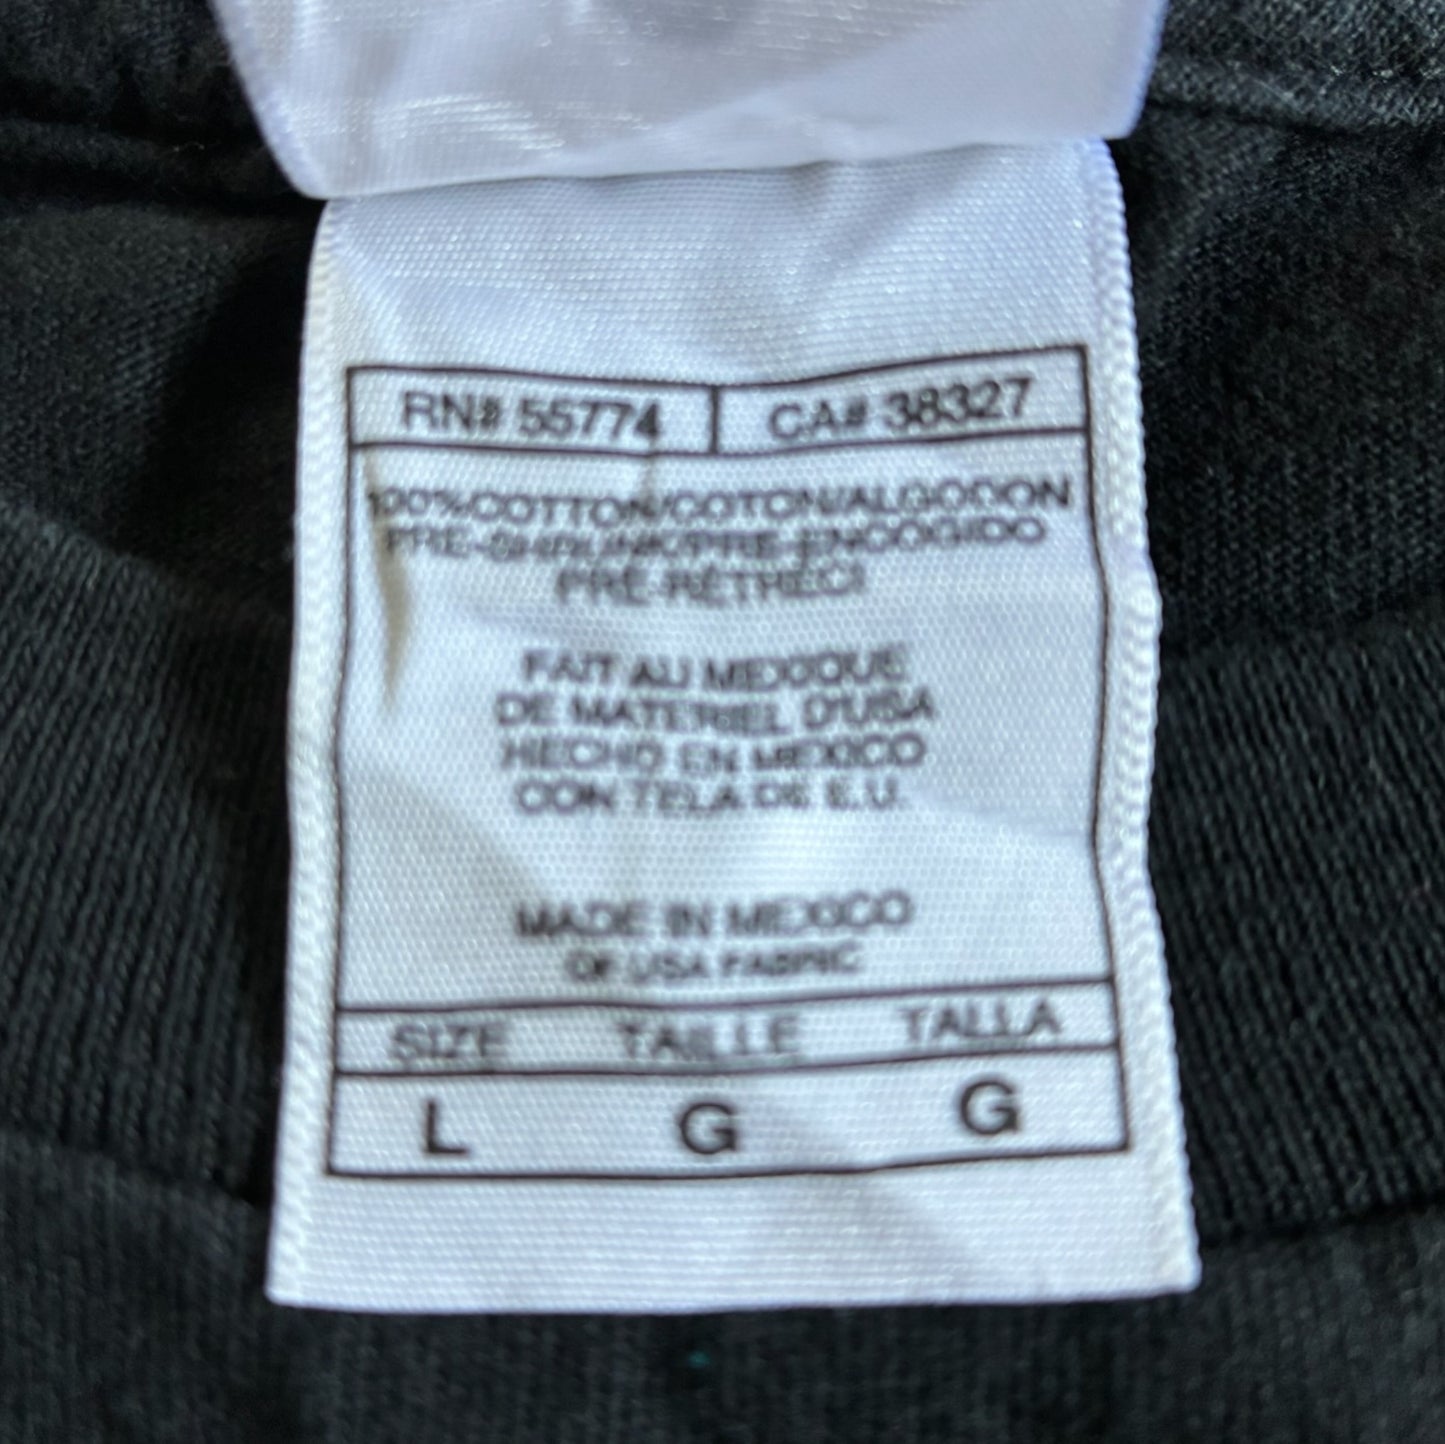 RN# 55774 CA# 38327
100% COTTON/COTON/ALGODON
PRE-SHRUNK/PRE-ENCOGIDO
PRÉ-RÉTRÉCI
FAIT AU MEXIQUE
DE MATERIEL D'USA
HECHO EN MEXICO
CON TELA DE E.U.
MADE IN MEXICO
OF USA FABRIC
SIZE TAILLE TALLA
L G G